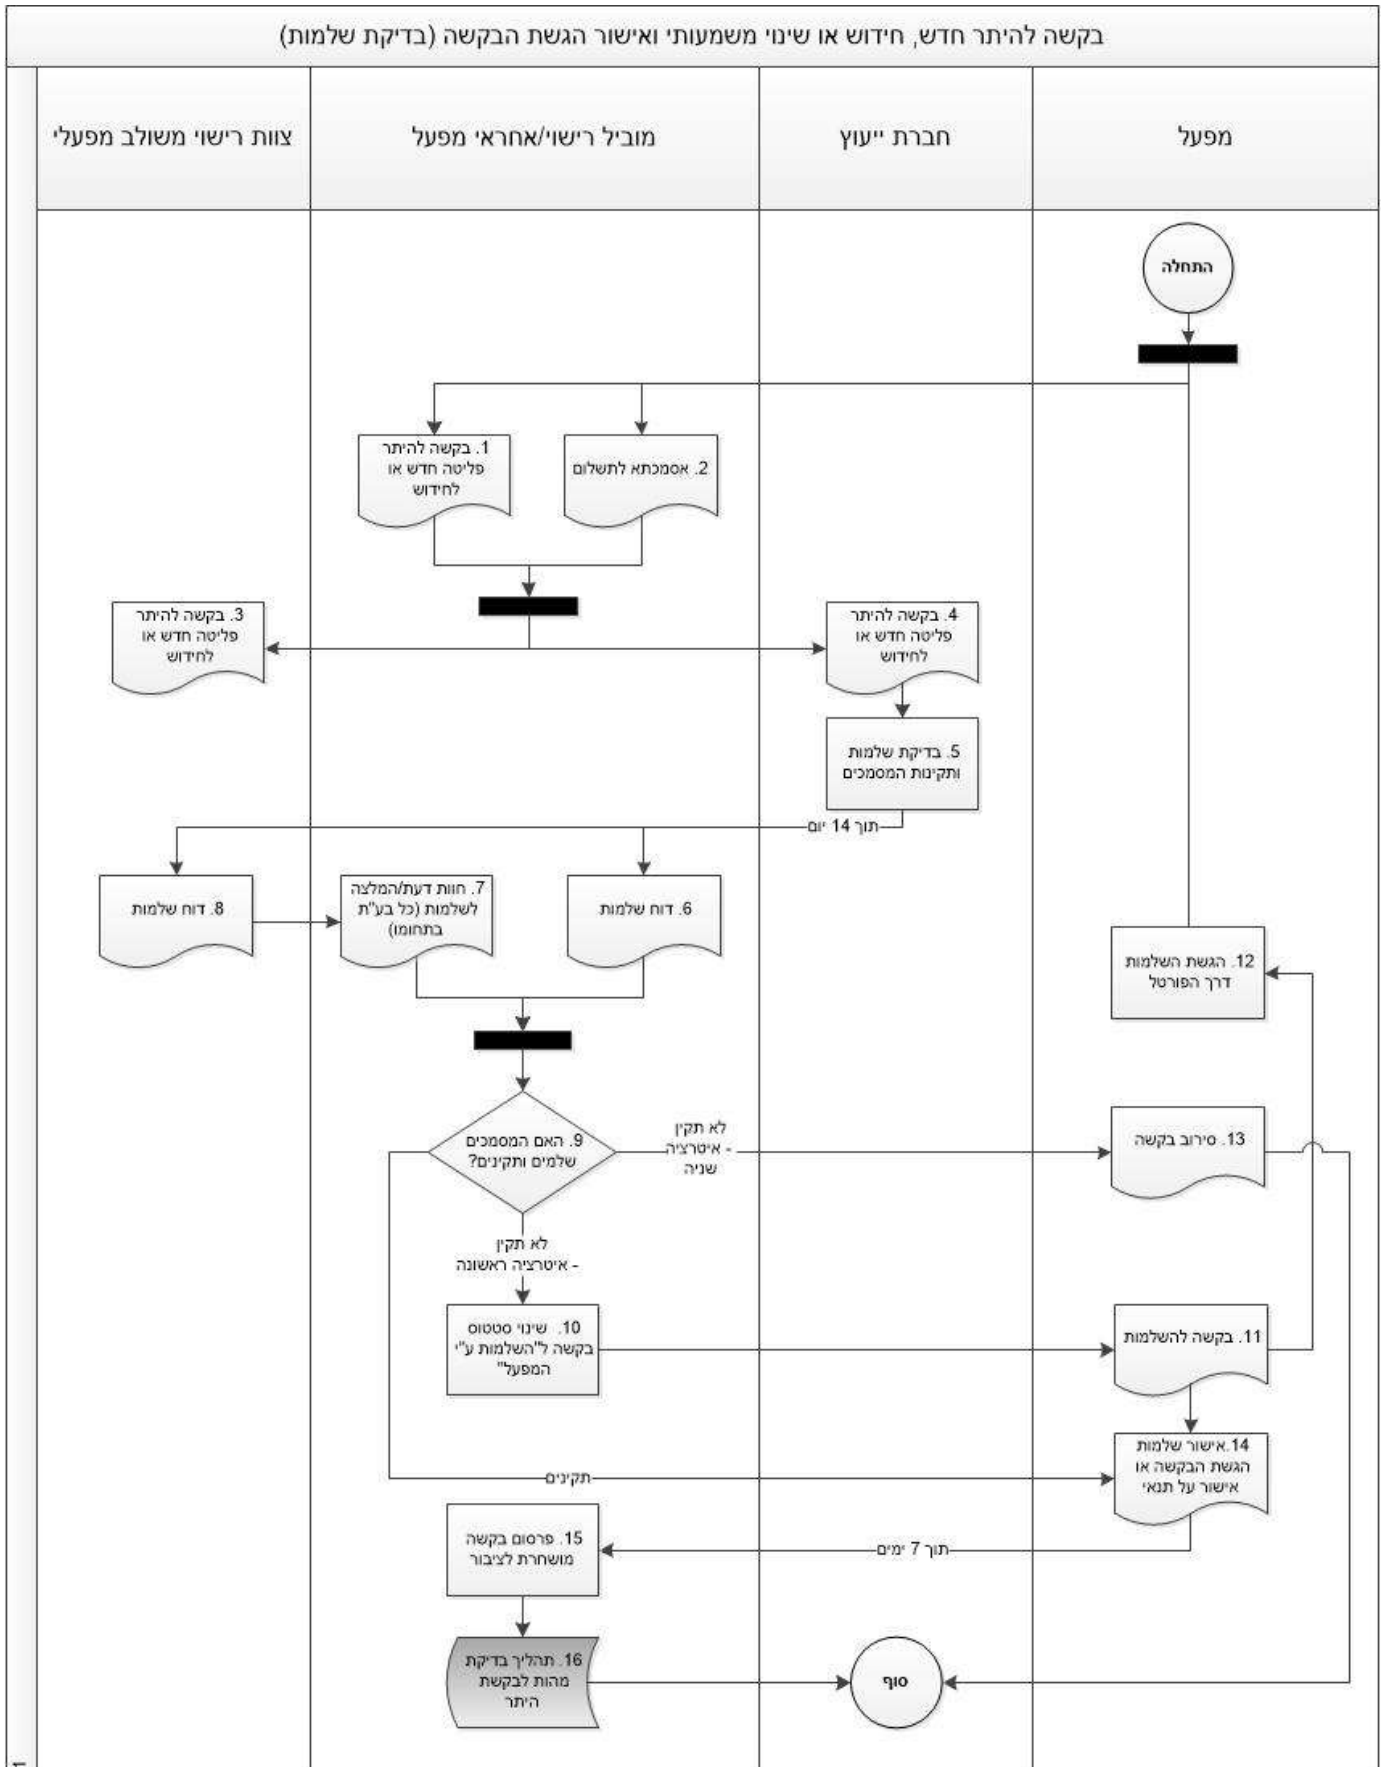 בקשה להיתר חדש, חידוש או שינוי משמעותי ואישור הגשת הבקשה (בדיקת שלמות)
מפעל
חברת ייעוץ
מוביל רישוי/אחראי מפעל
צוות רישוי משולב מפעלי
התחלה
1. בקשה להיתר
פליטה חדש או
לחידוש
2. אסמכתא לתשלום
3. בקשה להיתר
פליטה חדש או
לחידוש
4. בקשה להיתר
פליטה חדש או
לחידוש
5. בדיקת שלמות
ותקינות המסמכים
תוך 14 יום
6. דוח שלמות
7. חוות דעת/המלצה
לשלמות (כל בע"ת
בתחומו)
8. דוח שלמות
12. הגשת השלמות
דרך הפורטל
9. האם המסמכים
שלמים ותקינים?
לא תקין
- איטרציה
שניה
13. סירוב בקשה
לא תקין
- איטרציה ראשונה
10. שינוי סטטוס
בקשה ל"השלמות ע"י
המפעל"
11. בקשה להשלמות
14.אישור שלמות
הגשת הבקשה או
אישור על תנאי
תקינים
תוך 7 ימים
15. פרסום בקשה
מושחרת לציבור
16. תהליך בדיקת
מהות לבקשת
היתר
סוף